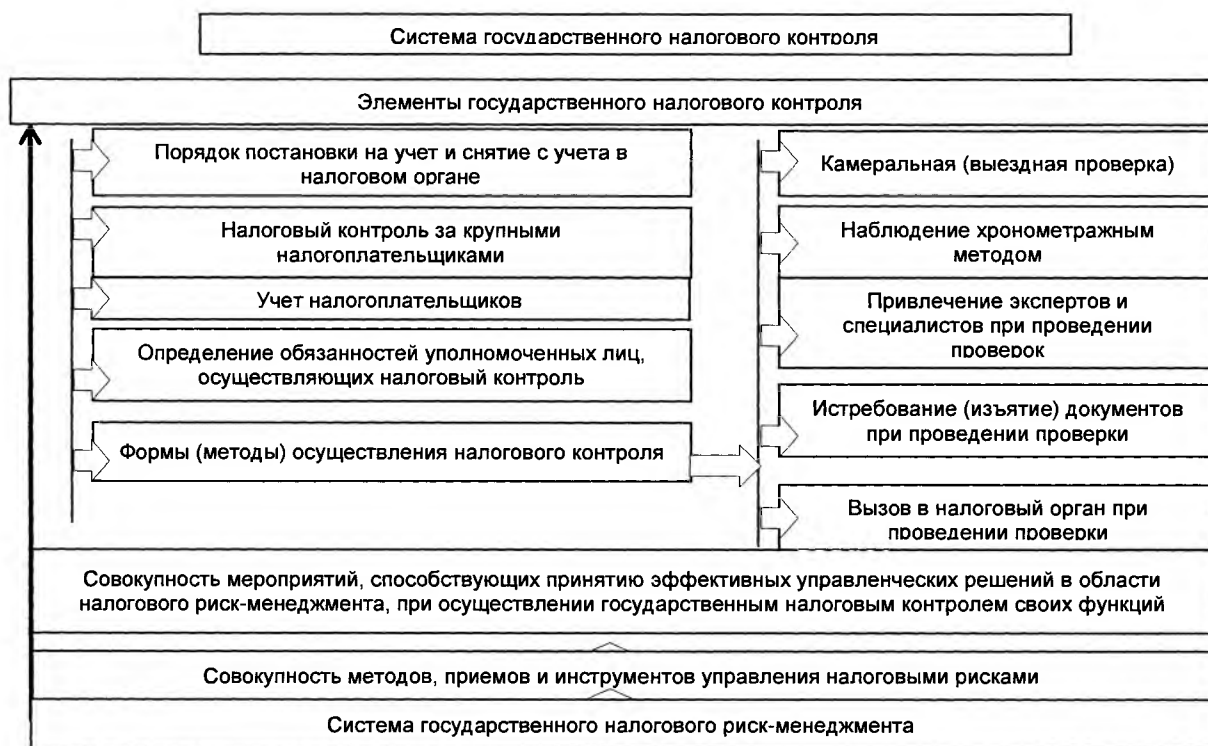 Система государственного налогового контроля
Элементы государственного налогового контроля
Порядок постановки на учет и снятие с учета в
налоговом органе
Налоговый контроль за крупными
налогоплательщиками
Учет налогоплательщиков
Определение обязанностей уполномоченных лиц,
осуществляющих налоговый контроль
Формы (методы) осуществления налогового контроля
Камеральная (выездная проверка)
Наблюдение хронометражным
методом
Привлечение экспертов и
специалистов при проведении
проверок
Истребование (изъятие) документов
при проведении проверки
Вызов в налоговый орган при
проведении проверки
Совокупность мероприятий, способствующих принятию эффективных управленческих решений в области
налогового риск-менеджмента, при осуществлении государственным налоговым контролем своих функций
Совокупность методов, приемов и инструментов управления налоговыми рисками
Система государственного налогового риск-менеджмента